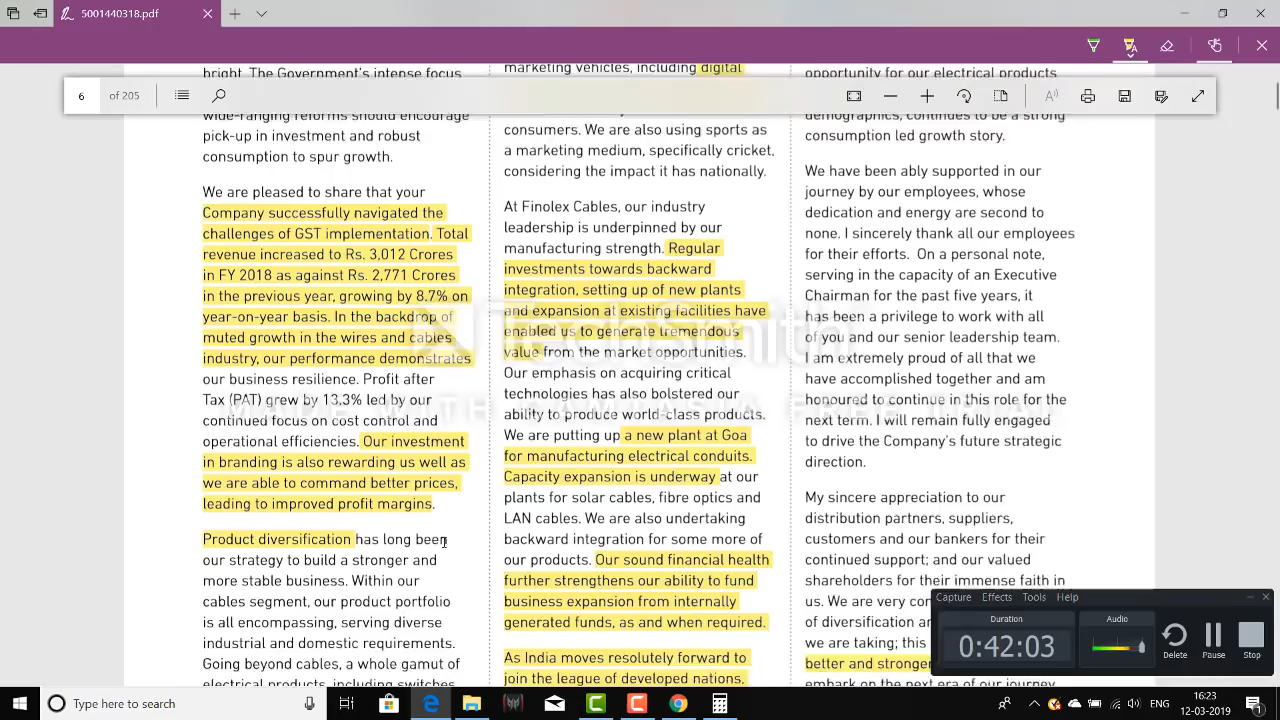 5001440318.pdf
6 of 205
bright. The Government's intense focus
wide-ranging reforms should encourage
pick-up in investment and robust
consumption to spur growth.
We are pleased to share that your
Company successfully navigated the
challenges of GST implementation. Total
revenue increased to Rs. 3,012 Crores
in FY 2018 as against Rs. 2,771 Crores
in the previous year, growing by 8.7% on
year-on-year basis. In the backdrop of
muted growth in the wires and cables
industry, our performance demonstrates
our business resilience. Profit after
Tax (PAT) grew by 13.3% led by our
continued focus on cost control and
operational efficiencies. Our investment
in branding is also rewarding us well as
we are able to command better prices,
leading to improved profit margins.
Product diversification has long been
our strategy to build a stronger and
more stable business. Within our
cables segment, our product portfolio
is all encompassing, serving diverse
industrial and domestic requirements.
Going beyond cables, a whole gamut of
electrical products, including switches
marketing vehicles, including digital
consumers. We are also using sports as
a marketing medium, specifically cricket,
considering the impact it has nationally.
At Finolex Cables, our industry
leadership is underpinned by our
manufacturing strength. Regular
investments towards backward
integration, setting up of new plants
and expansion at existing facilities have
enabled us to generate tremendous
value from the market opportunities.
Our emphasis on acquiring critical
technologies has also bolstered our
ability to produce world-class products.
We are putting up a new plant at Goa
for manufacturing electrical conduits.
Capacity expansion is underway at our
plants for solar cables, fibre optics and
LAN cables. We are also undertaking
backward integration for some more of
our products. Our sound financial health
further strengthens our ability to fund
business expansion from internally
generated funds, as and when required.
As India moves resolutely forward to
join the league of developed nations,
opportunity for our electrical products
demographics, continues to be a strong
consumption led growth story.
We have been ably supported in our
journey by our employees, whose
dedication and energy are second to
none. I sincerely thank all our employees
for their efforts. On a personal note,
serving in the capacity of an Executive
Chairman for the past five years, it
has been a privilege to work with all
of you and our senior leadership team.
I am extremely proud of all that we
have accomplished together and am
honoured to continue in this role for the
next term. I will remain fully engaged
to drive the Company's future strategic
direction.
My sincere appreciation to our
distribution partners, suppliers,
customers and our bankers for their
continued support; and our valued
shareholders for their immense faith in
us. We are very
of diversification
we are taking; this
better and stronger
embark on the next era of our journey
TechSmith
MADE WITH CAMTASIA FREE TRIAL
Capture Effects Tools Help
Duration
0:42:03
Audio
Delete Pause Stop
Type here to search
16:23
12-03-2019